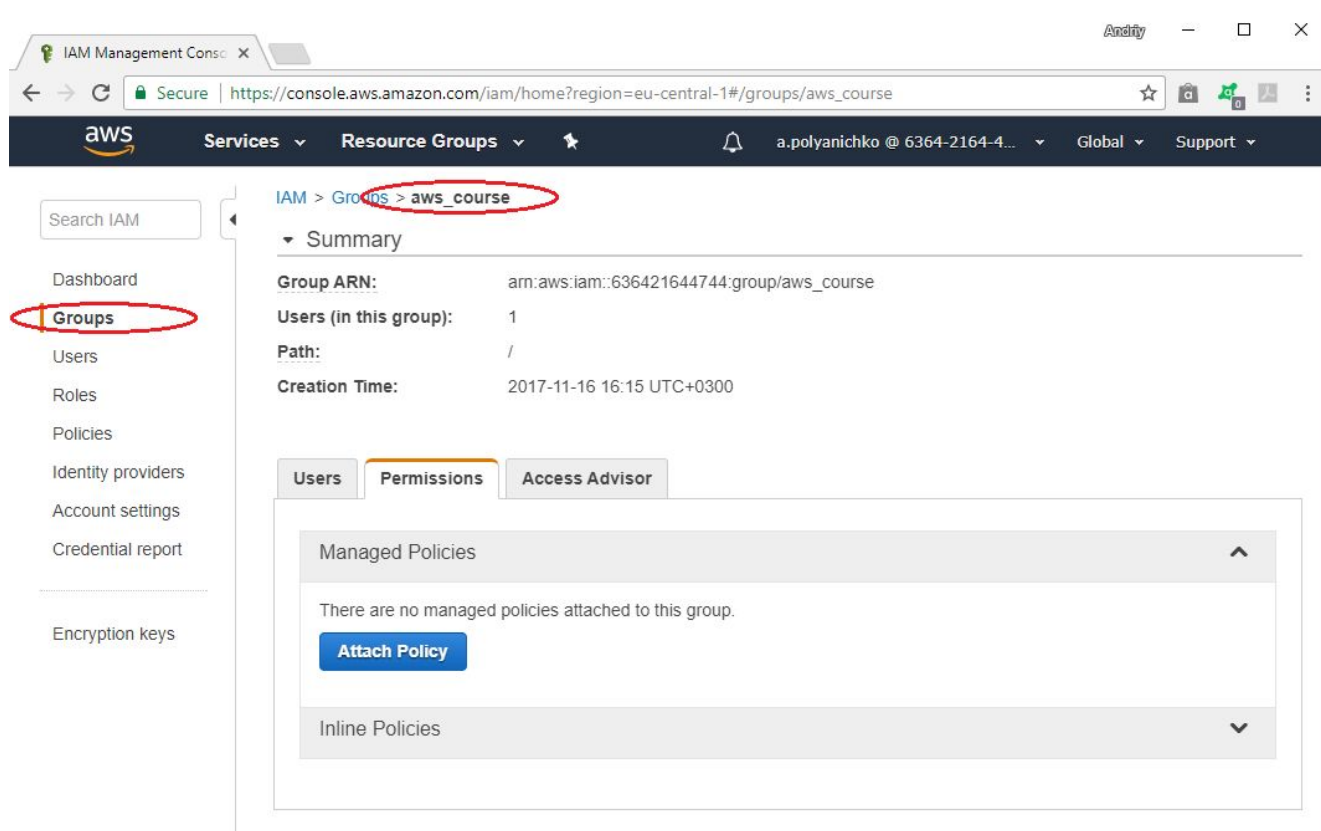 Andriy
IAM Management Conso
Secure | https://console.aws.amazon.com/iam/home?region=eu-central-1#/groups/aws_course
0
aws Services Resource Groups a.polyanichko @ 6364-2164-4... Global Support
Search IAM
Dashboard
Groups
Users
Roles
Policies
Identity providers
Account settings
Credential report
Encryption keys
IAM > Groups > aws_course
Summary
Group ARN: arn:aws:iam::636421644744:group/aws_course
Users (in this group): 1
Path: /
Creation Time: 2017-11-16 16:15 UTC+0300
Users Permissions Access Advisor
Managed Policies
There are no managed policies attached to this group.
Attach Policy
Inline Policies